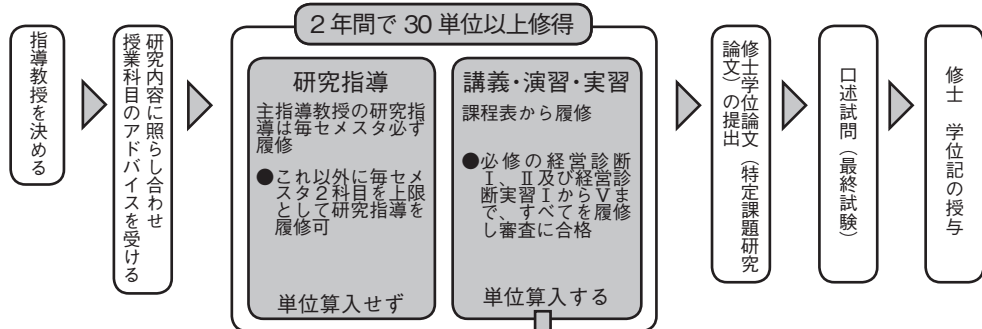 指導教授を決める
研究内容に照らし合わせ
授業科目のアドバイスを受ける
2年間で30単位以上修得
研究指導
主指導教授の研究指
導は毎セメスタ必ず
履修
●これ以外に毎セメ
スタ2科目を上限
として研究指導を
履修可
単位算入せず
講義・演習・実習
課程表から履修
●必修の経営診断
Ⅰ、Ⅱ及び経営診
断実習ⅠからⅤま
で、すべてを履修
し審査に合格
単位算入する
修士学位論文(特定課題研究
論文)の提出
口述試問(最終試験)
修士 学位記の授与